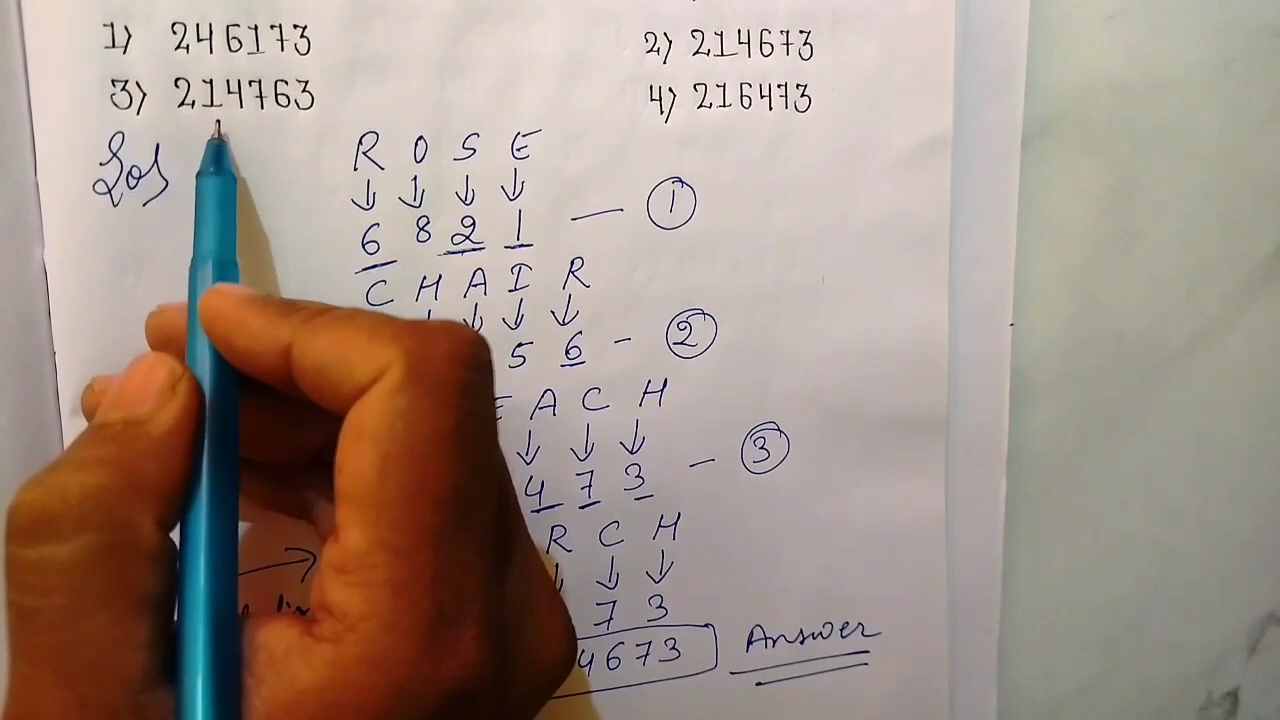 1) 246173 2) 214673
3) 214763 4) 216473
Sol R O S E
↓ ↓ ↓ ↓
6 8 2 1 — ①
C H A I R
↓ ↓ ↓ ↓
5 6 - ②
E A C H
↓ ↓ ↓
4 7 3 — ③
R C H
↓ ↓ ↓
→ 7 3
4673 Answer